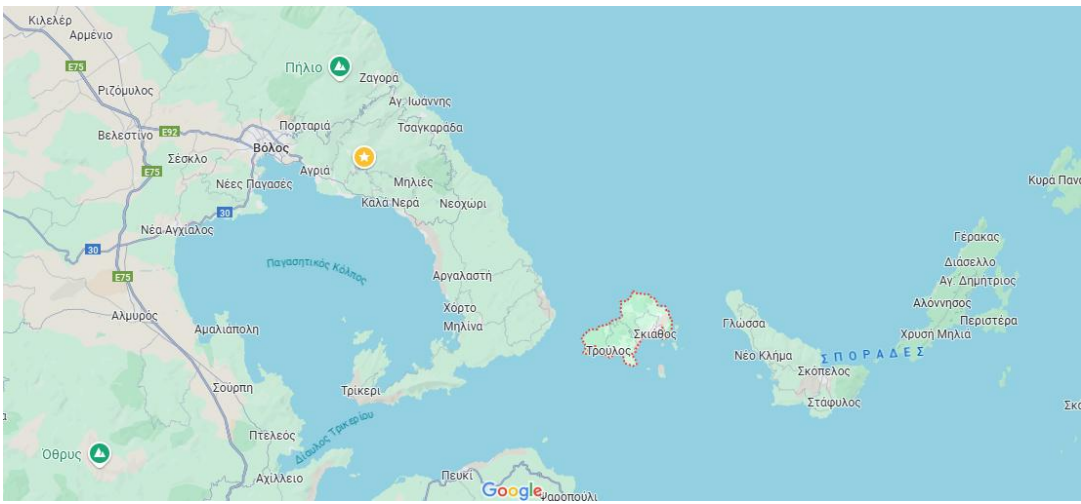 Κιλελέρ
Αρμένιο
Πήλιο
Ζαγορά
E75
Ριζόμυλος
Αγ. Ιωάννης
Πορταριά
Τσαγκαράδα
Βελεστίνο
E92
Βόλος
Σέσκλο
E75
Αγριά
Μηλιές
Κυρά Πανα
Νέες Παγασές
Καλά Νερά
Νεοχώρι
30
Νέα Αγχίαλος
Γέρακας
30
Παγασητικός Κόλπος
Διάσελλο
E75
Αργαλαστή
Αγ. Δημήτριος
Αλόννησος
Χόρτο
Αλμυρός
Μηλίνα
Γλώσσα
Περιστέρα
Αμαλιάπολη
Σκιάθος
Χρυσή Μηλιά
Τρούλος
Νέο Κλήμα
ΣΠΟΡΑΔΕΣ
Σκόπελος
Σούρπη
Τρίκερι
Στάφυλος
Σκα
Δίαυλος Τρικερίου
Πτελεός
Όθρυς
Αχίλλειο
Πευκί
Google
Ψαροπούλι